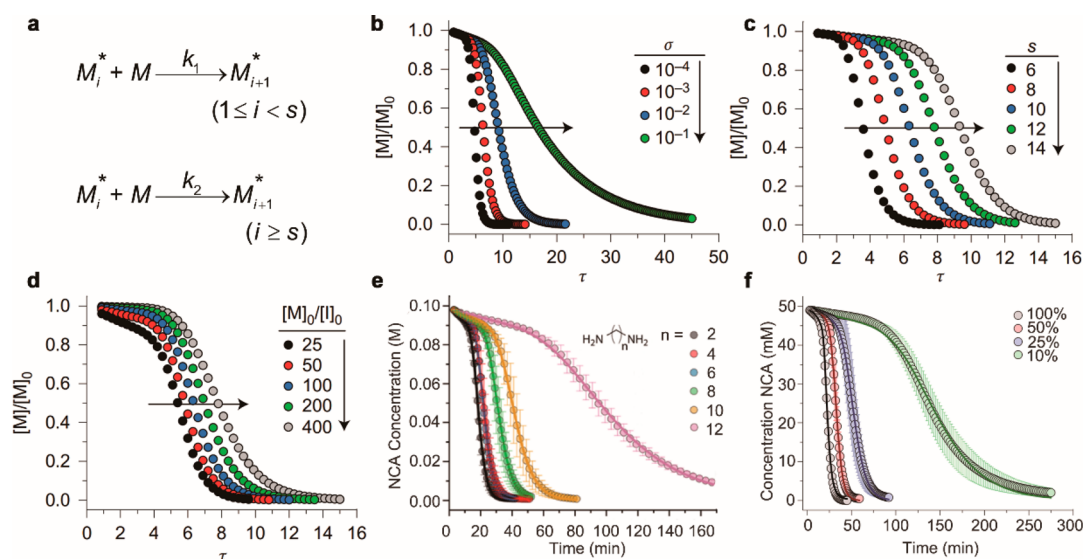 a
M*i + M k1 M*i+1
(1 ≤ i < s)
M*i + M k2 M*i+1
(i ≥ s)
b
[M]/[M]0
1.0
0.8
0.6
0.4
0.2
0.0
σ
10−4
10−3
10−2
10−1
0 10 20 30 40 50
τ
c
[M]/[M]0
1.0
0.8
0.6
0.4
0.2
0.0
s
6
8
10
12
14
0 2 4 6 8 10 12 14 16
τ
d
[M]/[M]0
1.0
0.8
0.6
0.4
0.2
0.0
[M]0/[I]0
25
50
100
200
400
0 2 4 6 8 10 12 14 16
τ
e
NCA Concentration (M)
0.10
0.08
0.06
0.04
0.02
0.00
H2N n NH2 n = 2
4
6
8
10
12
20 40 60 80 100 120 140 160
Time (min)
f
Concentration NCA (mM)
50
40
30
20
10
0
100%
50%
25%
10%
0 50 100 150 200 250 300
Time (min)